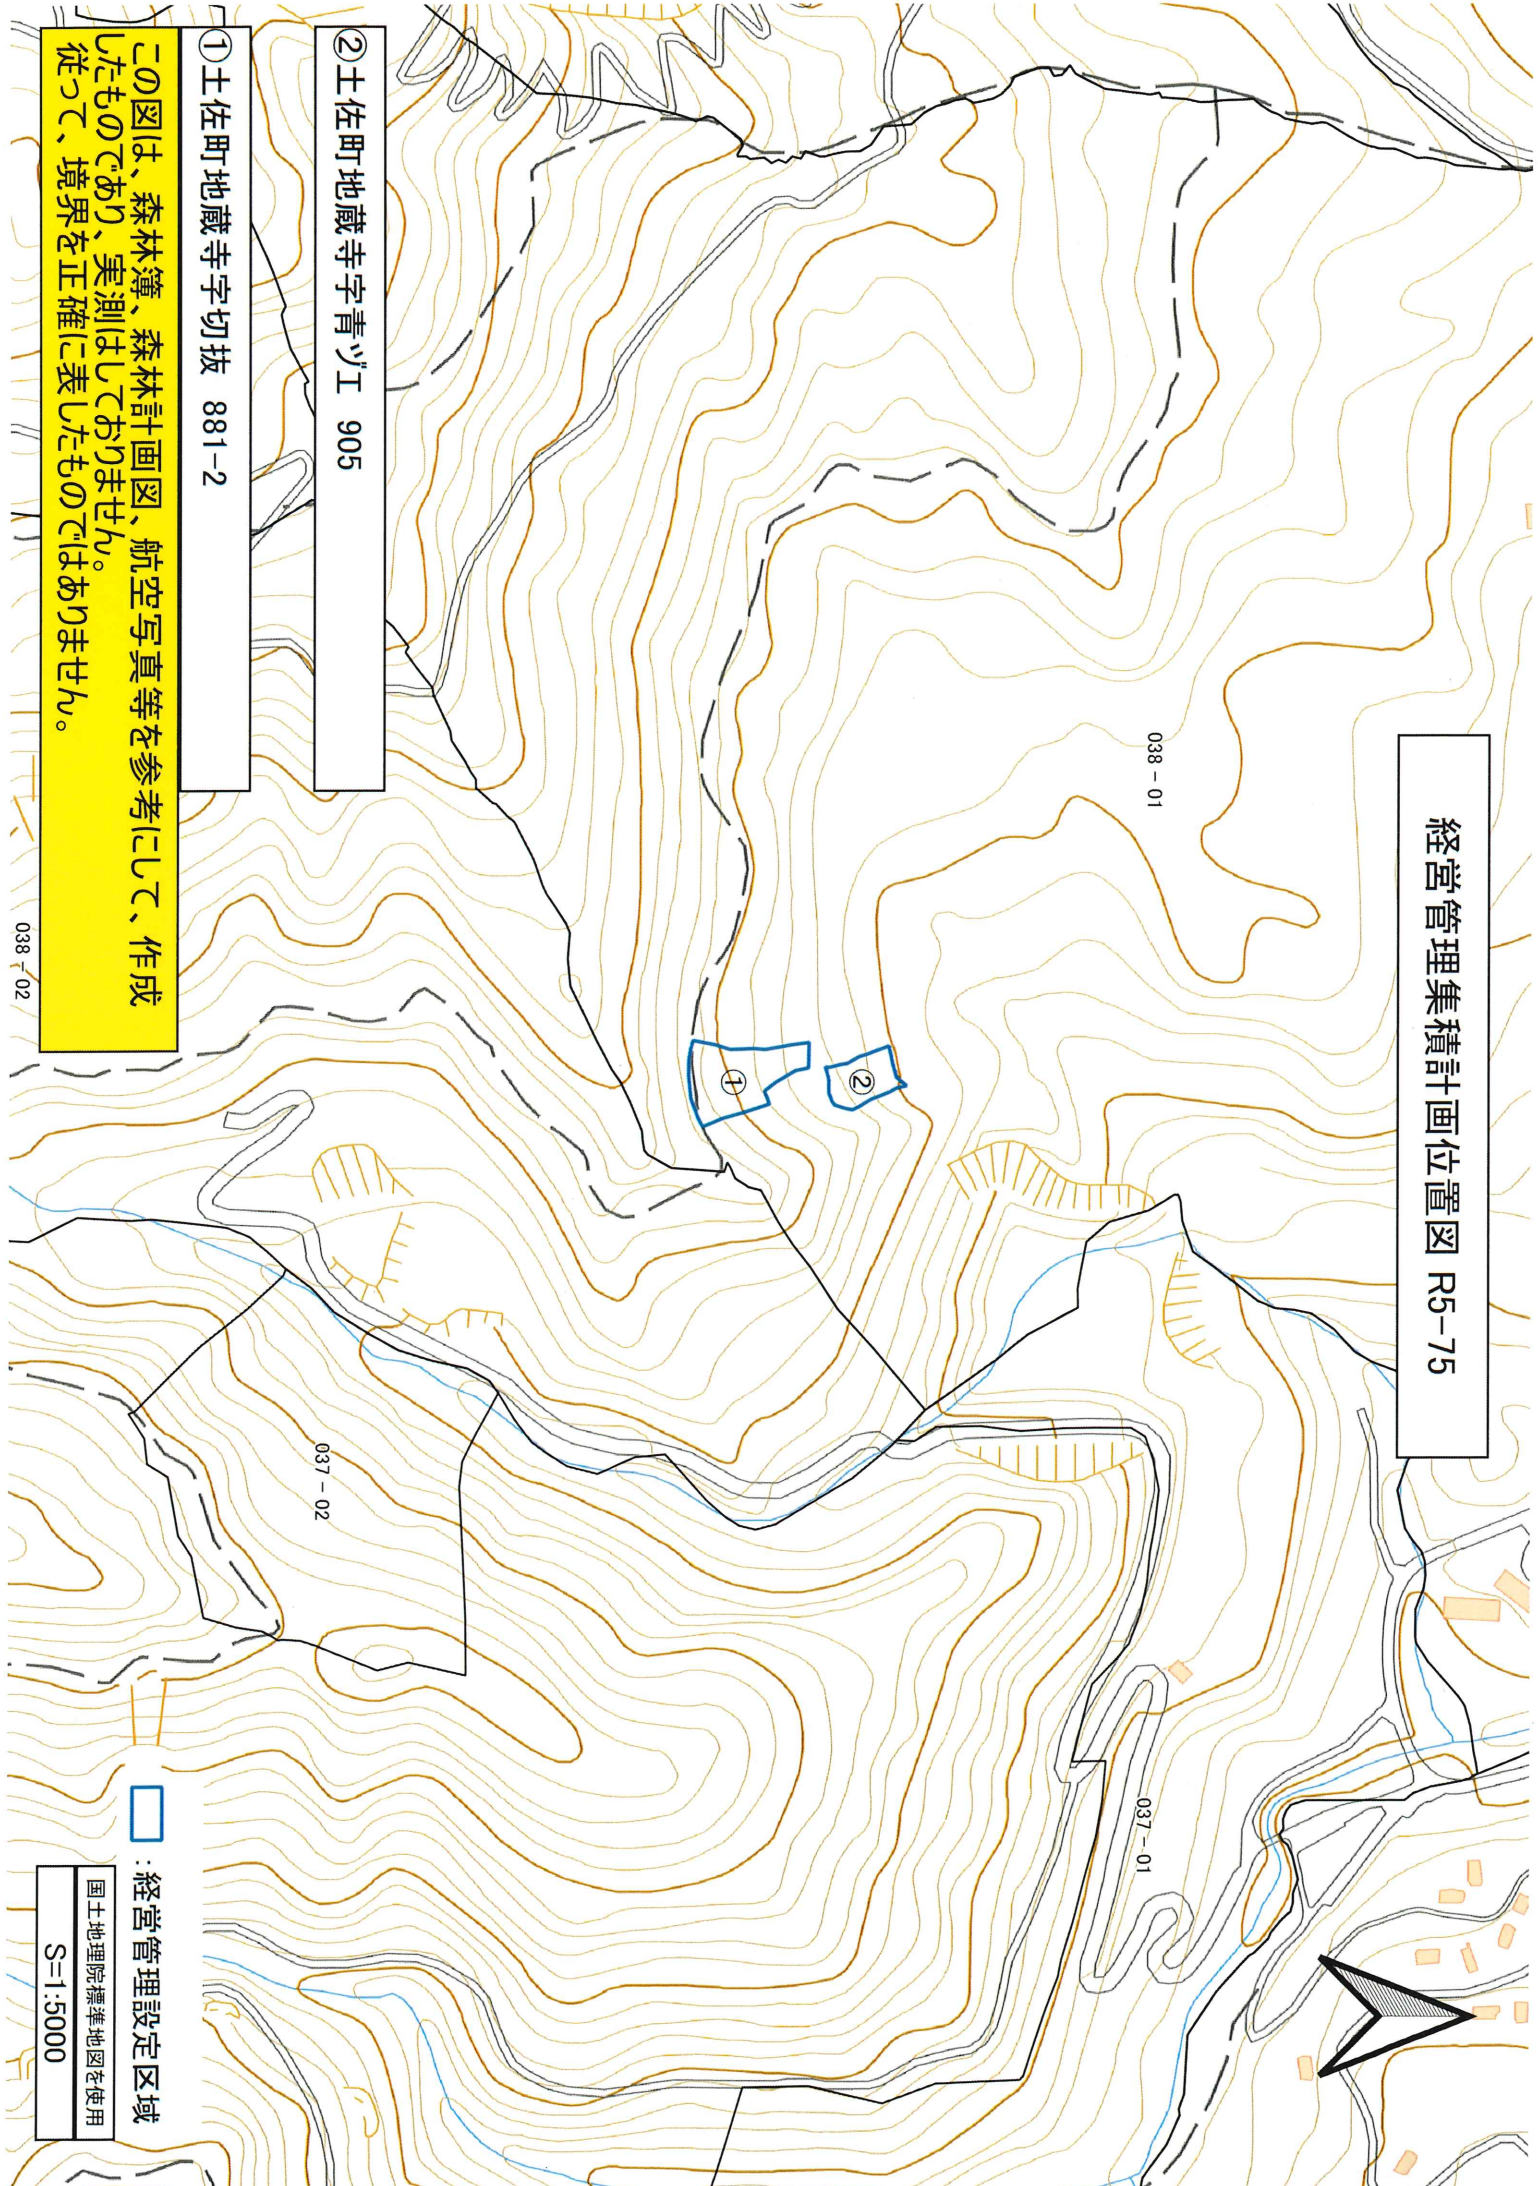 経営管理集積計画位置図 R5-75
038-01
②土佐町地蔵寺字青ヅエ 905
①土佐町地蔵寺字切抜 881-2
この図は、森林簿、森林計画図、航空写真等を参考にして、作成
したものであり、実測はしておりません。
従って、境界を正確に表したものではありません。
②
①
038-02
037-02
037-01
:経営管理設定区域
国土地理院標準地図を使用
S=1:5000